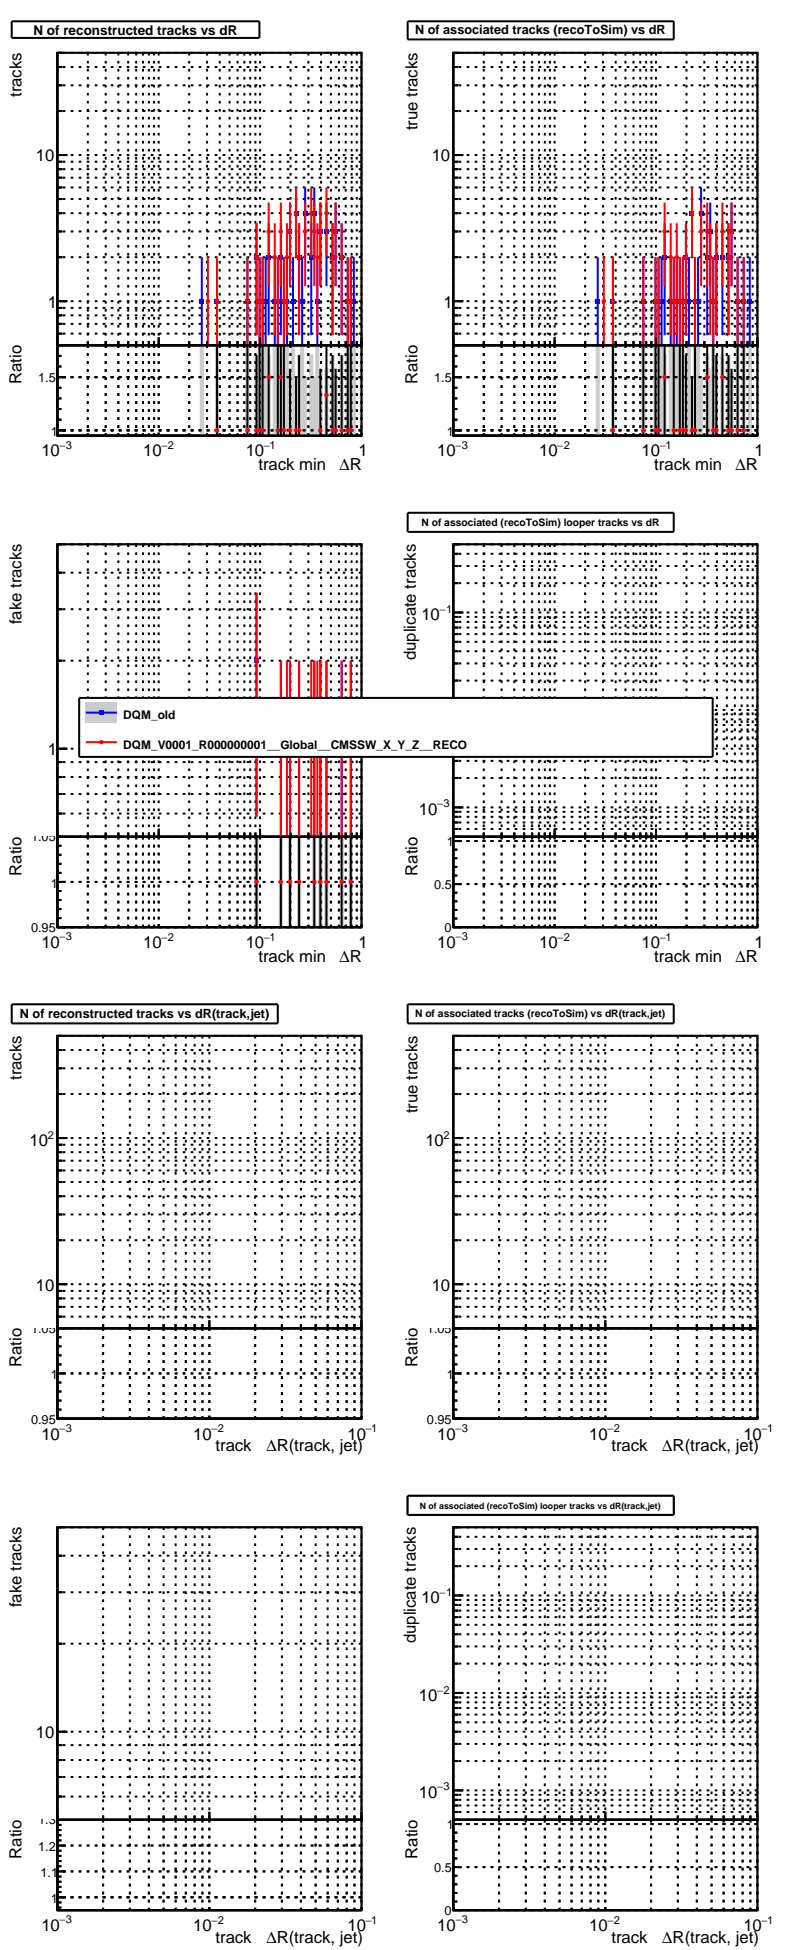 N of reconstructed tracks vs dR
tracks
10
1
Ratio
1.5
1
10−3
10−2
10−1
1
track min ΔR
N of associated tracks (recoToSim) vs dR
true tracks
10
1
Ratio
1.5
1
10−3
10−2
10−1
1
track min ΔR
fake tracks
1
Ratio
1.05
1
0.95
10−3
10−2
10−1
1
track min ΔR
N of associated (recoToSim) looper tracks vs dR
duplicate tracks
10−1
10−3
Ratio
1
0.5
0
10−3
10−2
10−1
1
track min ΔR
DQM_old
DQM_V0001_R000000001__Global__CMSSW_X_Y_Z__RECO
N of reconstructed tracks vs dR(track,jet)
tracks
102
10
Ratio
1.05
1
0.95
10−3
10−2
10−1
track ΔR(track, jet)
N of associated tracks (recoToSim) vs dR(track,jet)
true tracks
102
10
Ratio
1.05
1
0.95
10−3
10−2
10−1
track ΔR(track, jet)
fake tracks
10
Ratio
1.3
1.2
1.1
1
10−3
10−2
10−1
track ΔR(track, jet)
N of associated (recoToSim) looper tracks vs dR(track,jet)
duplicate tracks
10−1
10−2
10−3
Ratio
1
0.5
0
10−3
10−2
10−1
track ΔR(track, jet)